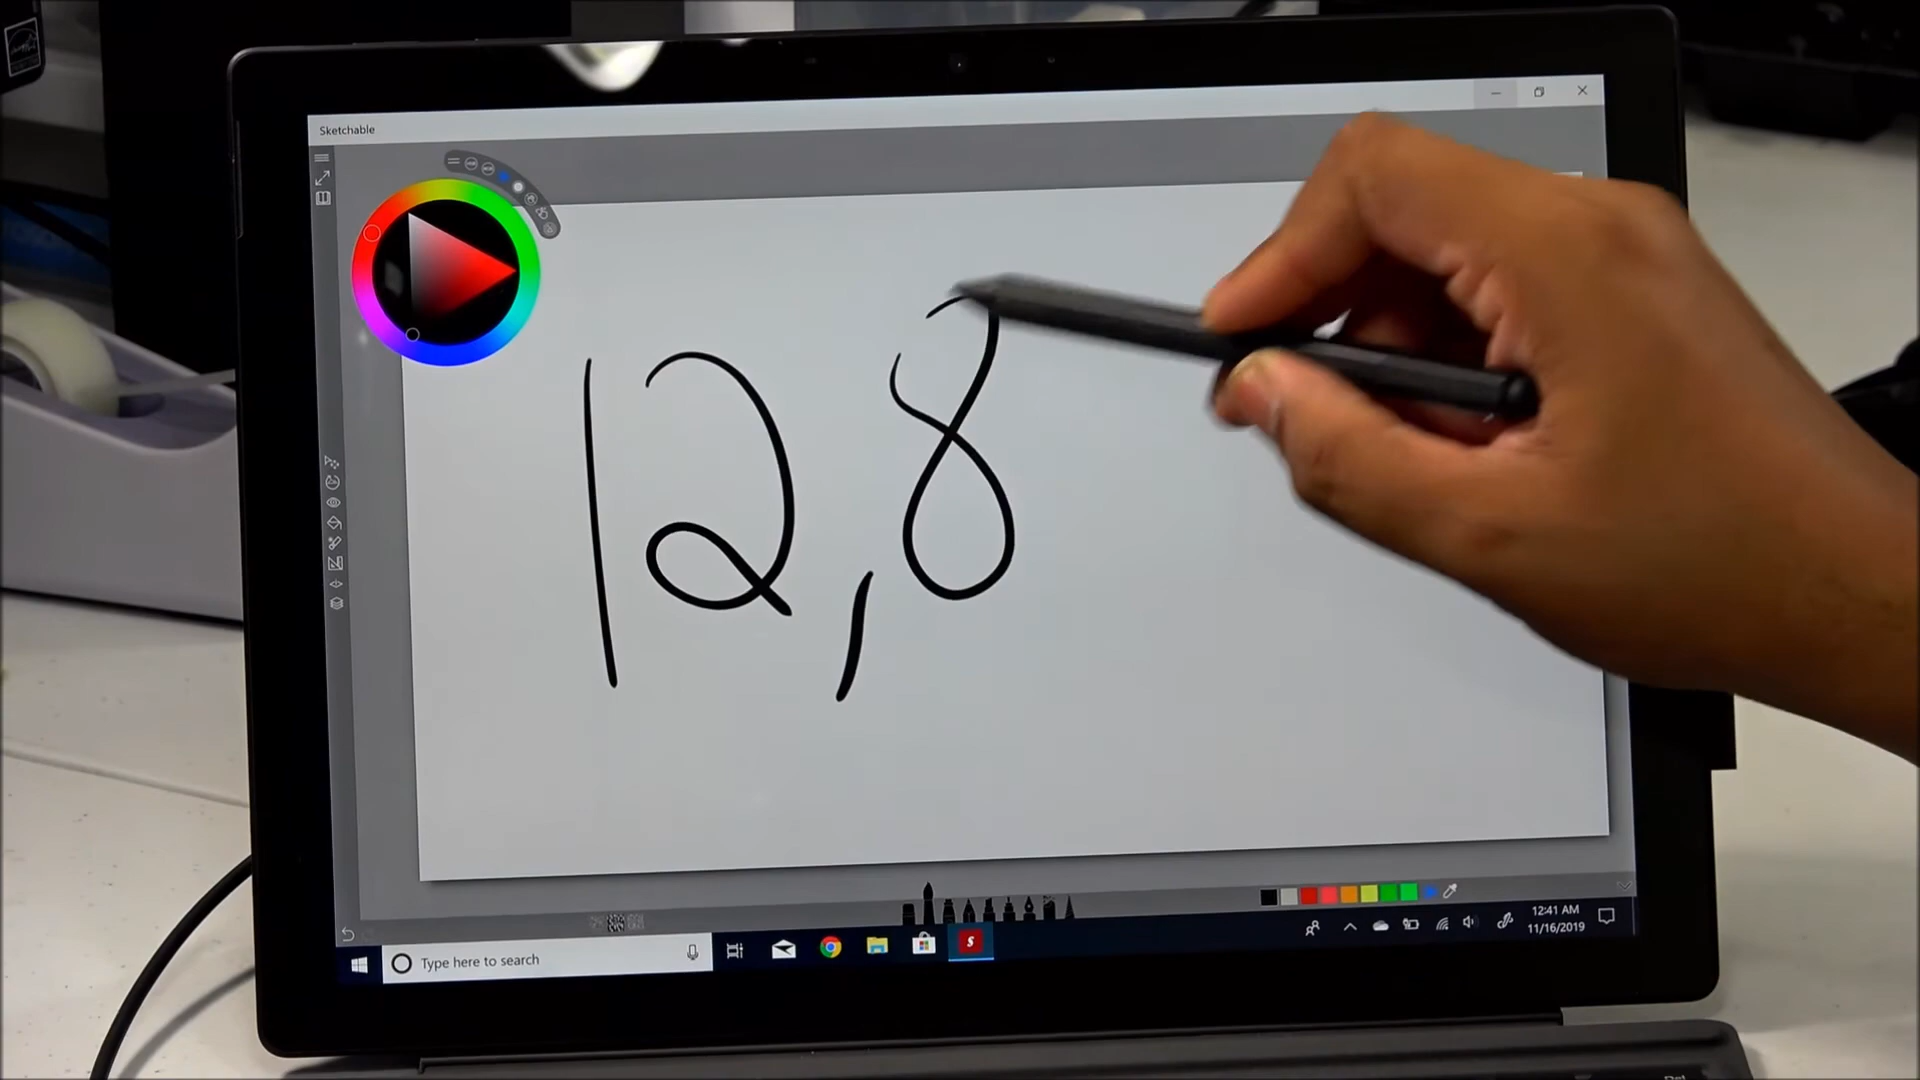 Sketchable
12,8
Type here to search
12:41 AM
11/16/2019